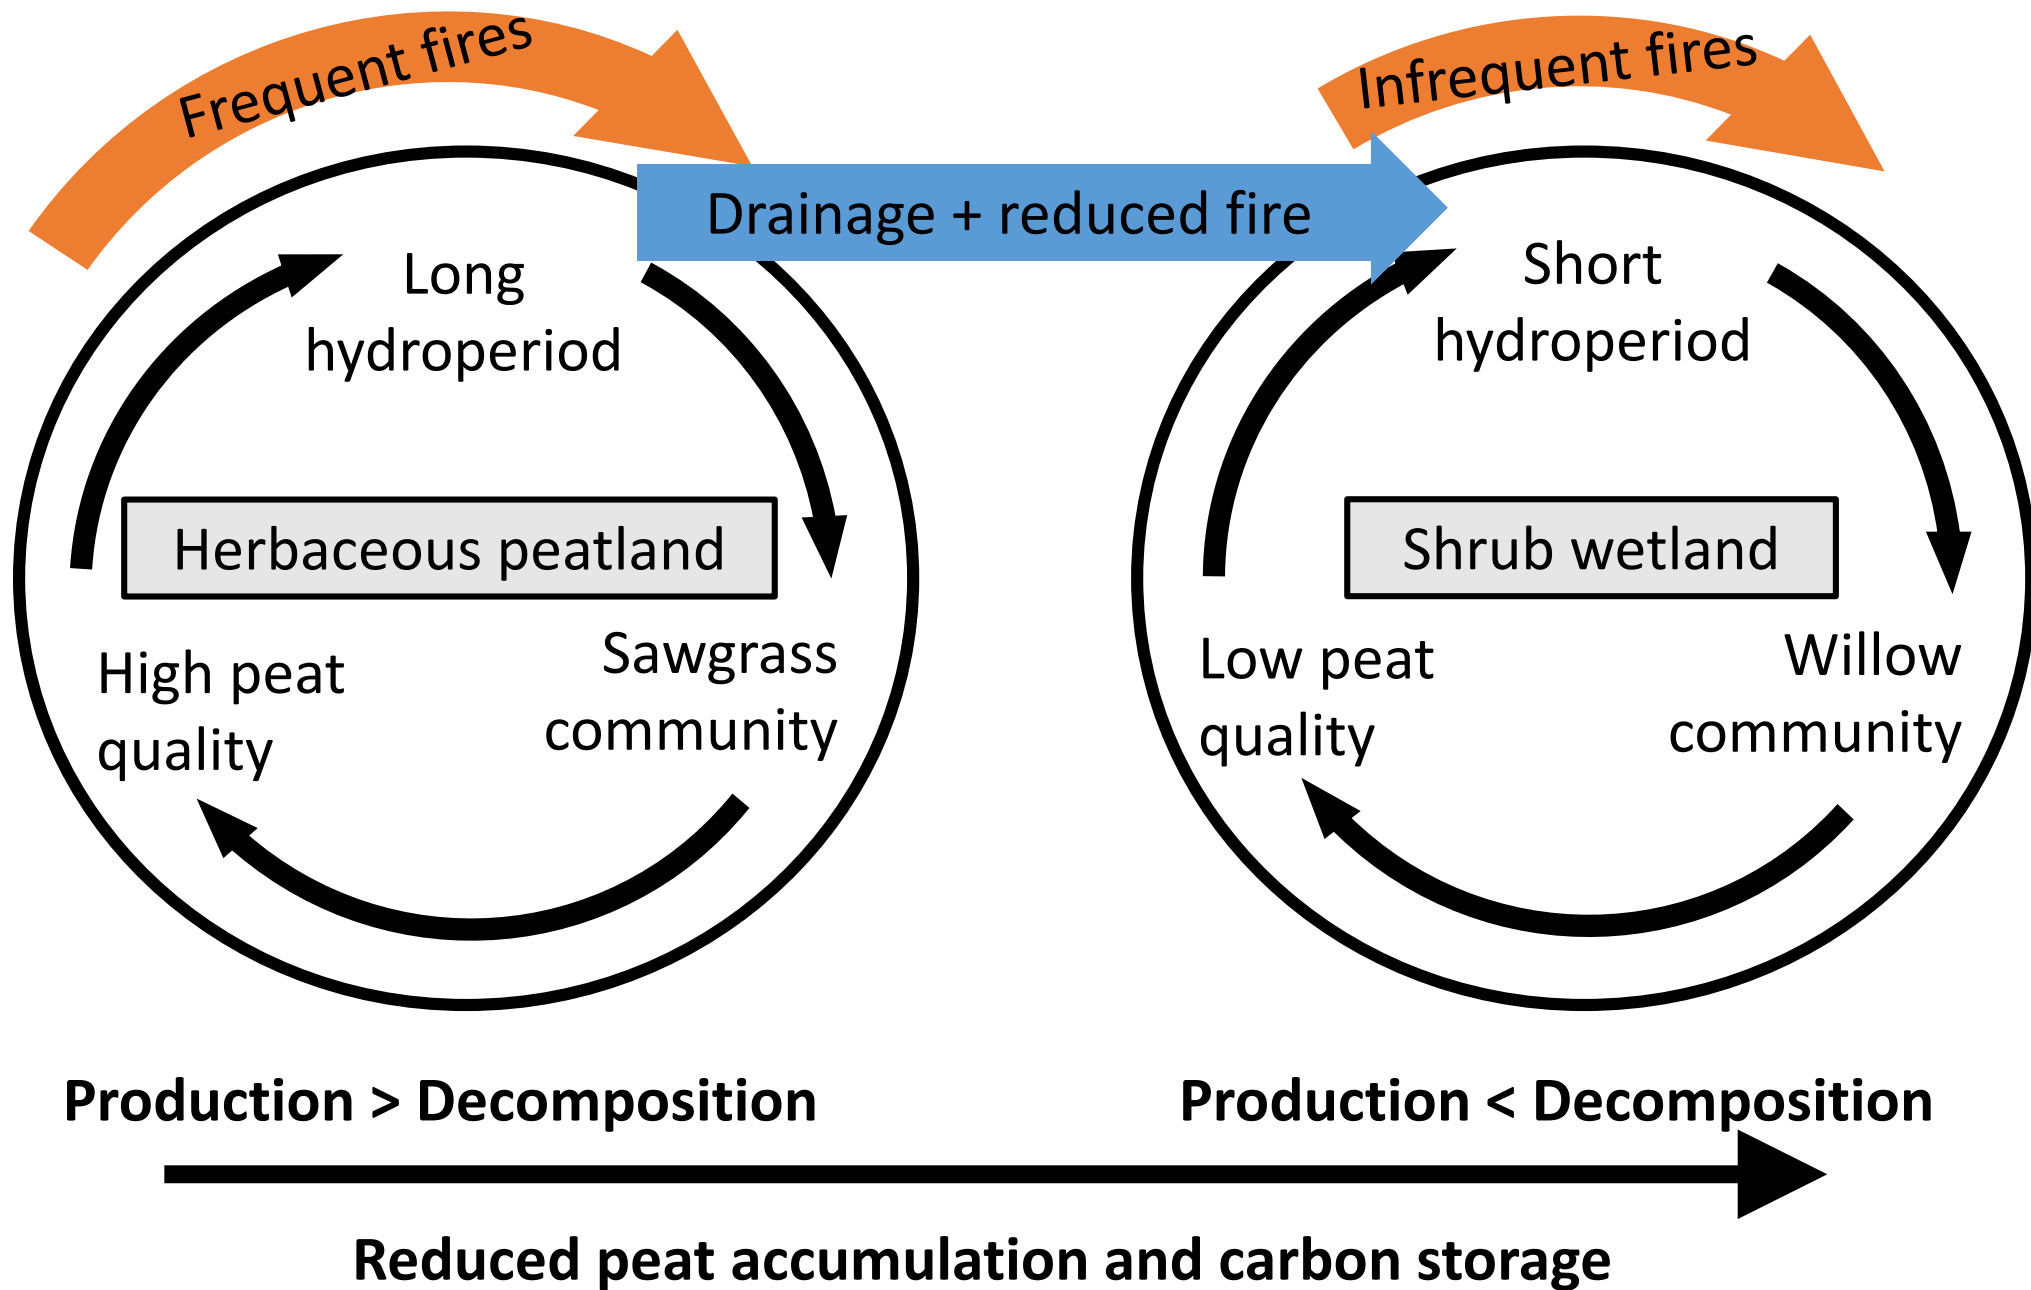 Frequent fires
Infrequent fires
Drainage + reduced fire
Long
hydroperiod
Herbaceous peatland
High peat
quality
Sawgrass
community
Short
hydroperiod
Shrub wetland
Low peat
quality
Willow
community
Production > Decomposition
Production < Decomposition
Reduced peat accumulation and carbon storage